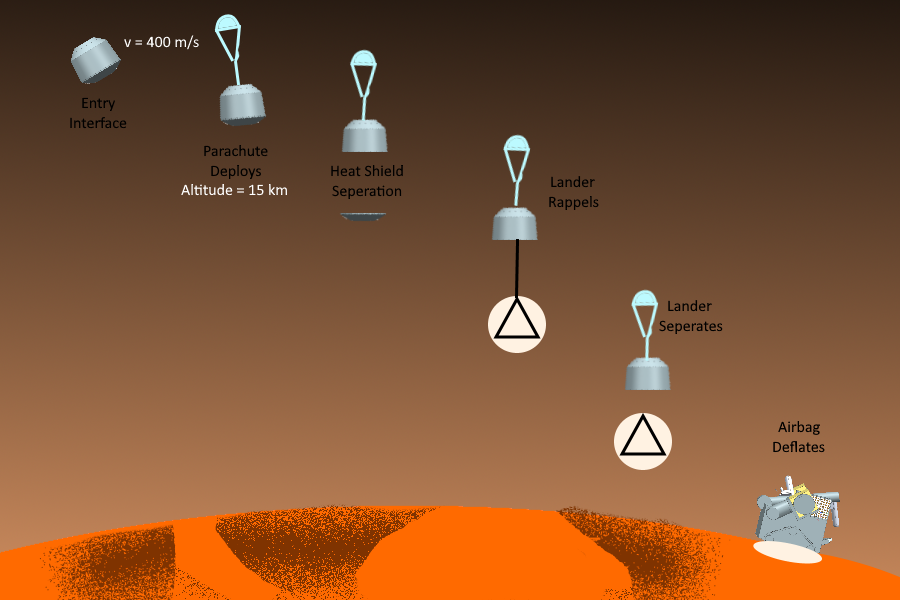 v = 400 m/s
Entry
Interface
Parachute
Deploys
Altitude = 15 km
Heat Shield
Seperation
Lander
Rappels
Lander
Seperates
Airbag
Deflates